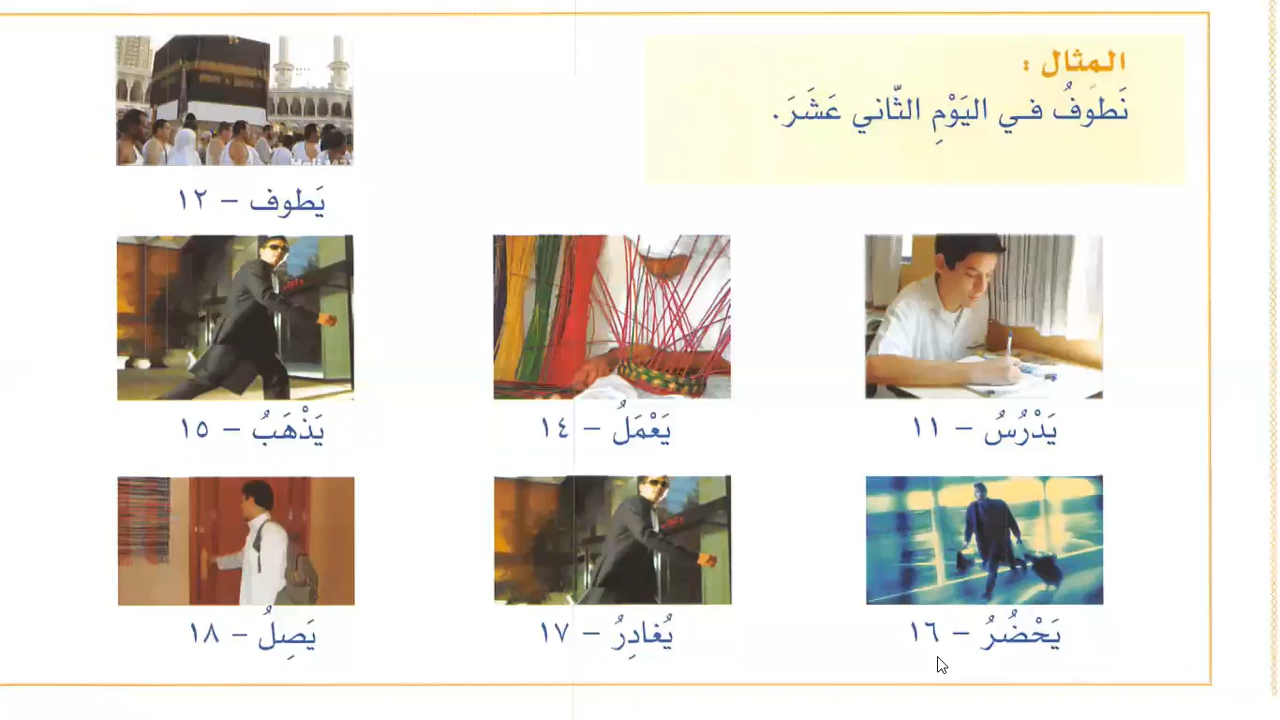 المثال :
نَطوفُ في اليَوْمِ الثّاني عَشَرَ.
يَطوف – ١٢
يَدْرُسُ – ١١
يَعْمَلُ – ١٤
يَذْهَبُ – ١٥
يَحْضُرُ – ١٦
يُغادِرُ – ١٧
يَصِلُ – ١٨